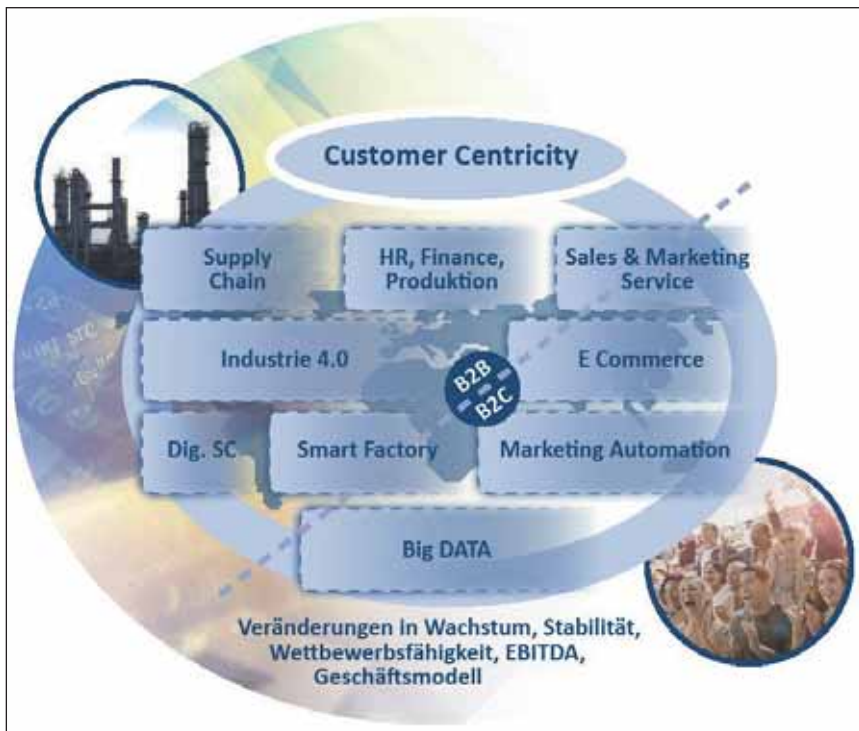 Customer Centricity
Supply
Chain
HR, Finance,
Produktion
Sales & Marketing
Service
Industrie 4.0
B2B
B2C
E Commerce
Dig. SC
Smart Factory
Marketing Automation
Big DATA
Veränderungen in Wachstum, Stabilität,
Wettbewerbsfähigkeit, EBITDA,
Geschäftsmodell